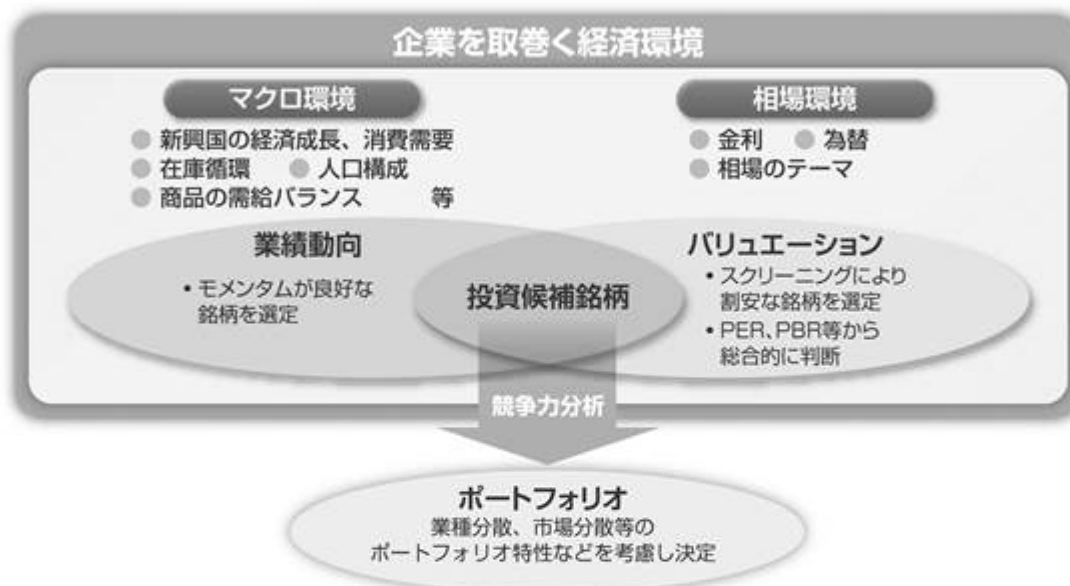 企業を取巻く経済環境
マクロ環境
● 新興国の経済成長、消費需要
● 在庫循環 ● 人口構成
● 商品の需給バランス 等
相場環境
● 金利 ● 為替
● 相場のテーマ
業績動向
• モメンタムが良好な
銘柄を選定
投資候補銘柄
バリュエーション
• スクリーニングにより
割安な銘柄を選定
• PER、PBR等から
総合的に判断
競争力分析
ポートフォリオ
業種分散、市場分散等の
ポートフォリオ特性などを考慮し決定